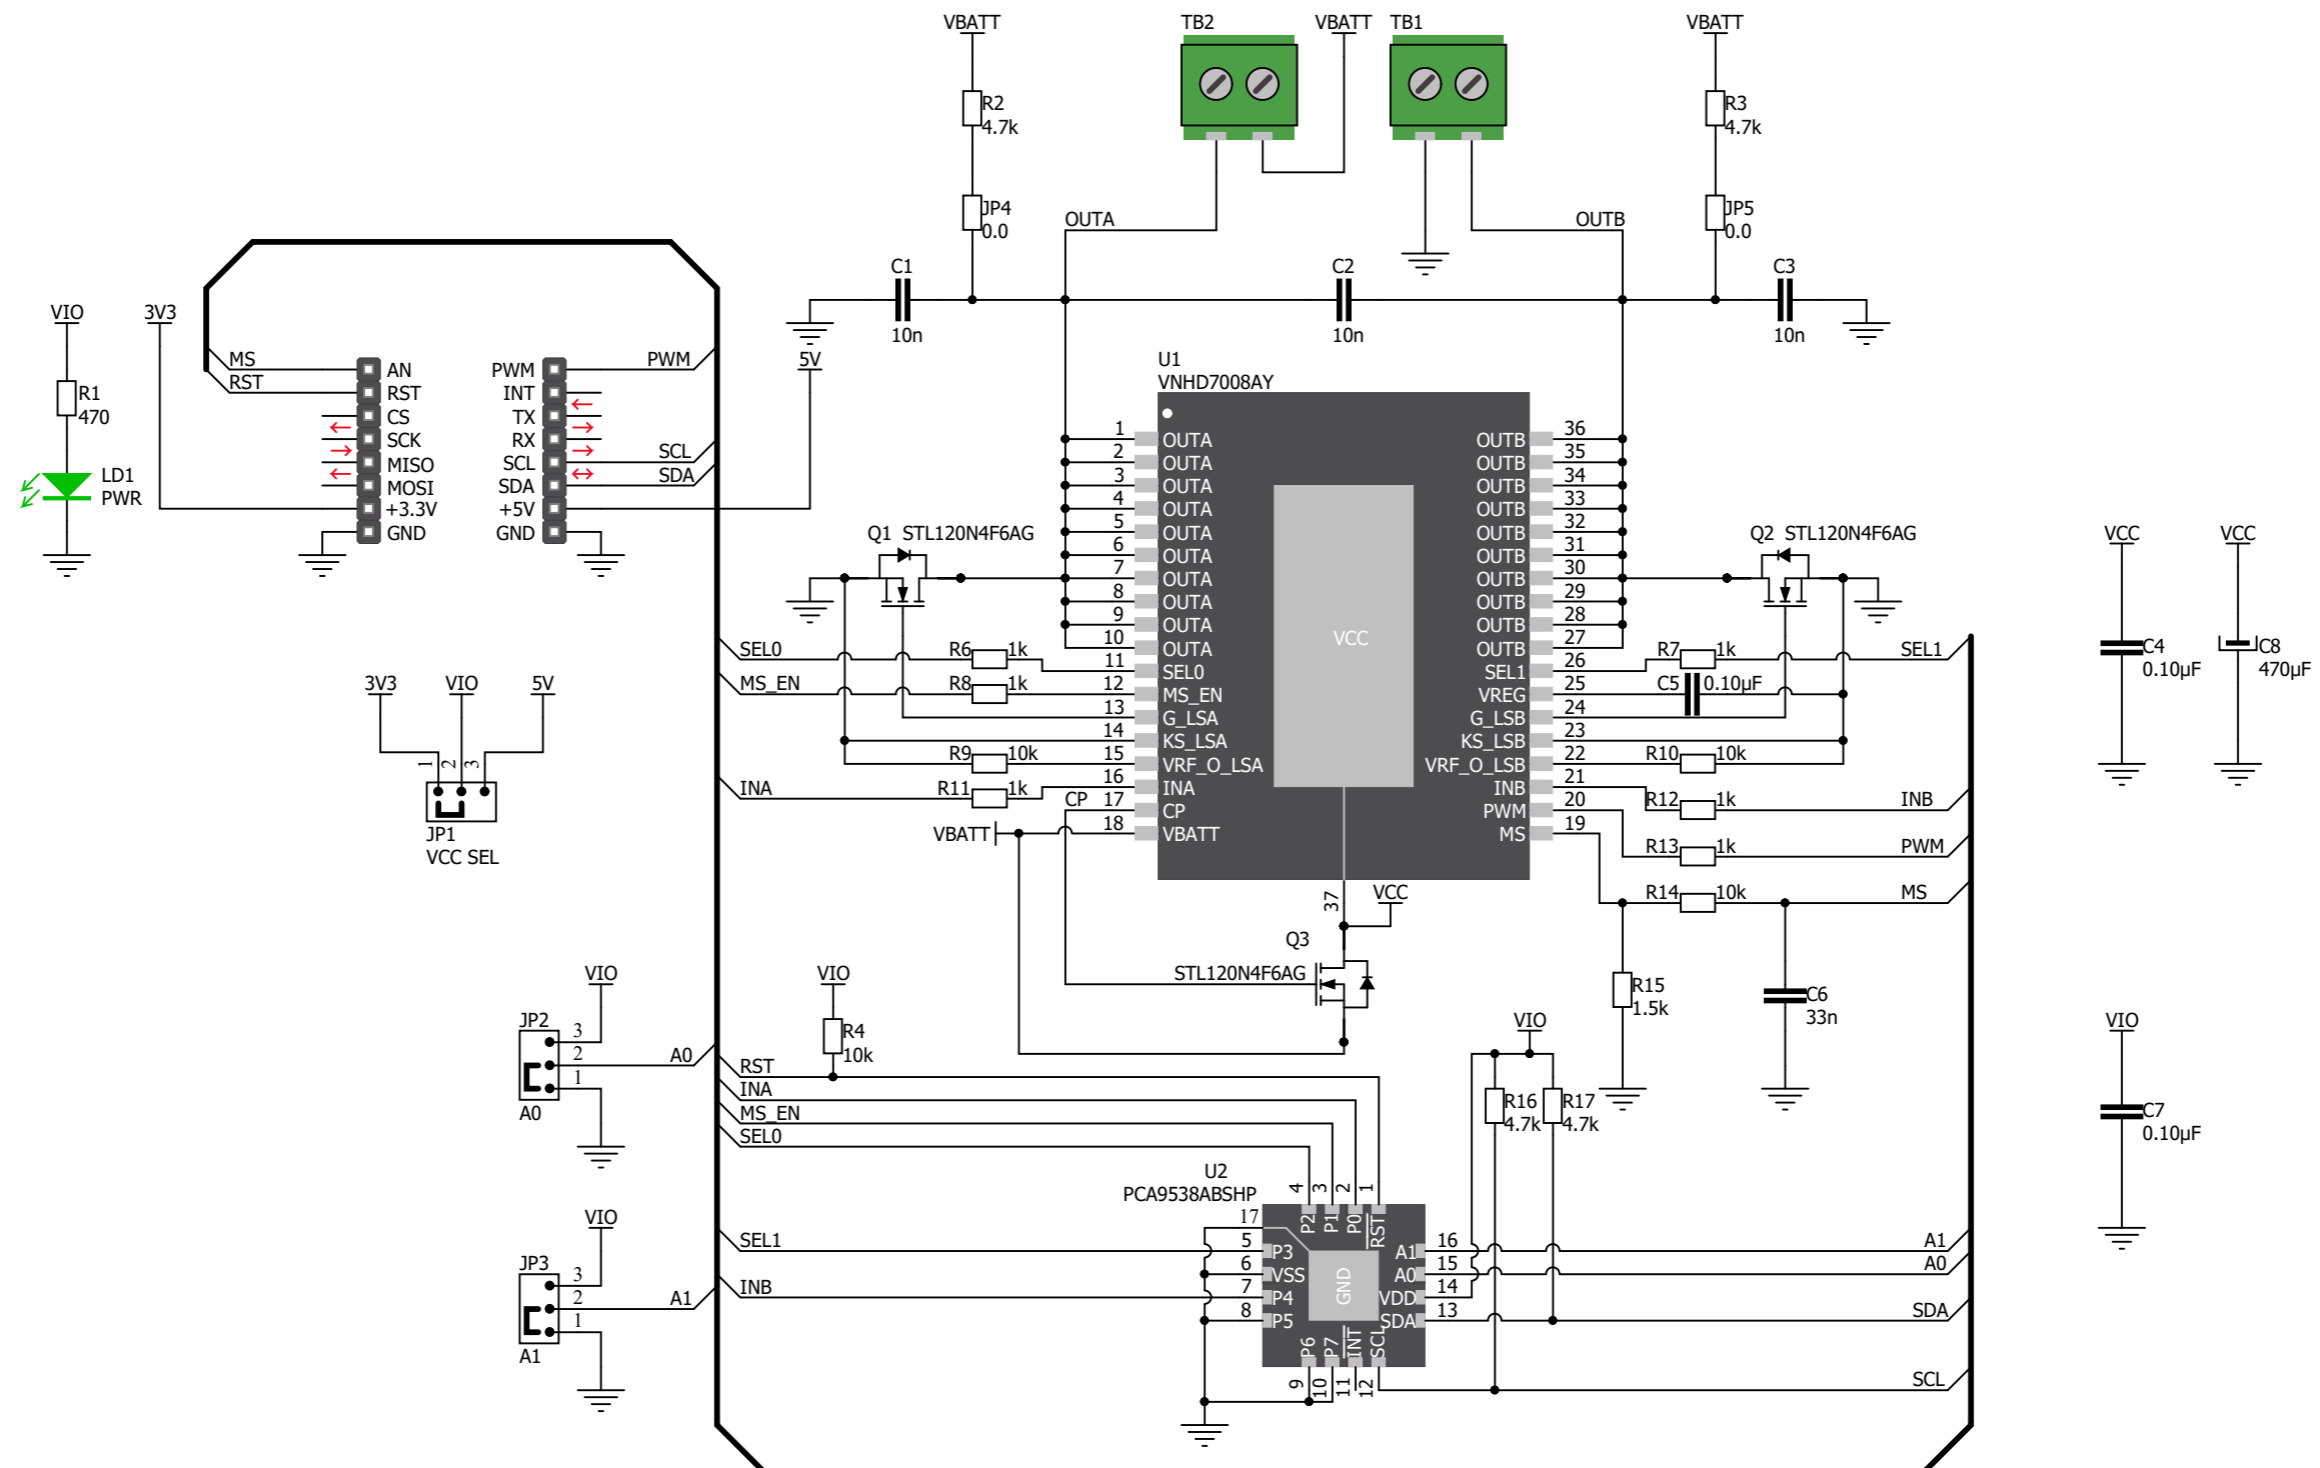 VBATT
TB2
VBATT
TB1
VBATT
R2
4.7k
R3
4.7k
JP4
0.0
JP5
0.0
OUTA
OUTB
C1
10n
C2
10n
C3
10n
VIO
3V3
R1
470
LD1
PWR
MS
RST
AN
RST
CS
SCK
MISO
MOSI
+3.3V
GND
PWM
INT
TX
RX
SCL
SDA
+5V
GND
PWM
SCL
SDA
5V
U1
VNHD7008AY
1 OUTA
2 OUTA
3 OUTA
4 OUTA
5 OUTA
6 OUTA
7 OUTA
8 OUTA
9 OUTA
10 OUTA
11 SEL0
12 MS_EN
13 G_LSA
14 KS_LSA
15 VRF_O_LSA
16 INA
17 CP
18 VBATT
VCC
OUTB 36
OUTB 35
OUTB 34
OUTB 33
OUTB 32
OUTB 31
OUTB 30
OUTB 29
OUTB 28
OUTB 27
SEL1 26
VREG 25
G_LSB 24
KS_LSB 23
VRF_O_LSB 22
INB 21
PWM 20
MS 19
37
Q1 STL120N4F6AG
Q2 STL120N4F6AG
SEL0
R6 1k
MS_EN
R8 1k
R9 10k
INA
R11 1k
CP
VBATT
R7 1k
SEL1
C5 0.10µF
R10 10k
R12 1k
INB
R13 1k
PWM
R14 10k
MS
VCC
C4
0.10µF
VCC
C8
470µF
3V3
VIO
5V
1 2 3
JP1
VCC SEL
VCC
Q3
STL120N4F6AG
R15
1.5k
C6
33n
VIO
JP2
3
2
1
A0
A0
VIO
R4
10k
RST
INA
MS_EN
SEL0
VIO
R16
4.7k
R17
4.7k
VIO
C7
0.10µF
VIO
JP3
3
2
1
A1
A1
SEL1
INB
U2
PCA9538ABSHP
4 3 2 1
P2 P1 P0 RST
17
5 P3
6 VSS
7 P4
8 P5
GND
A1 16
A0 15
VDD 14
SDA 13
P6 P7 INT SCL
9 10 11 12
A1
A0
SDA
SCL